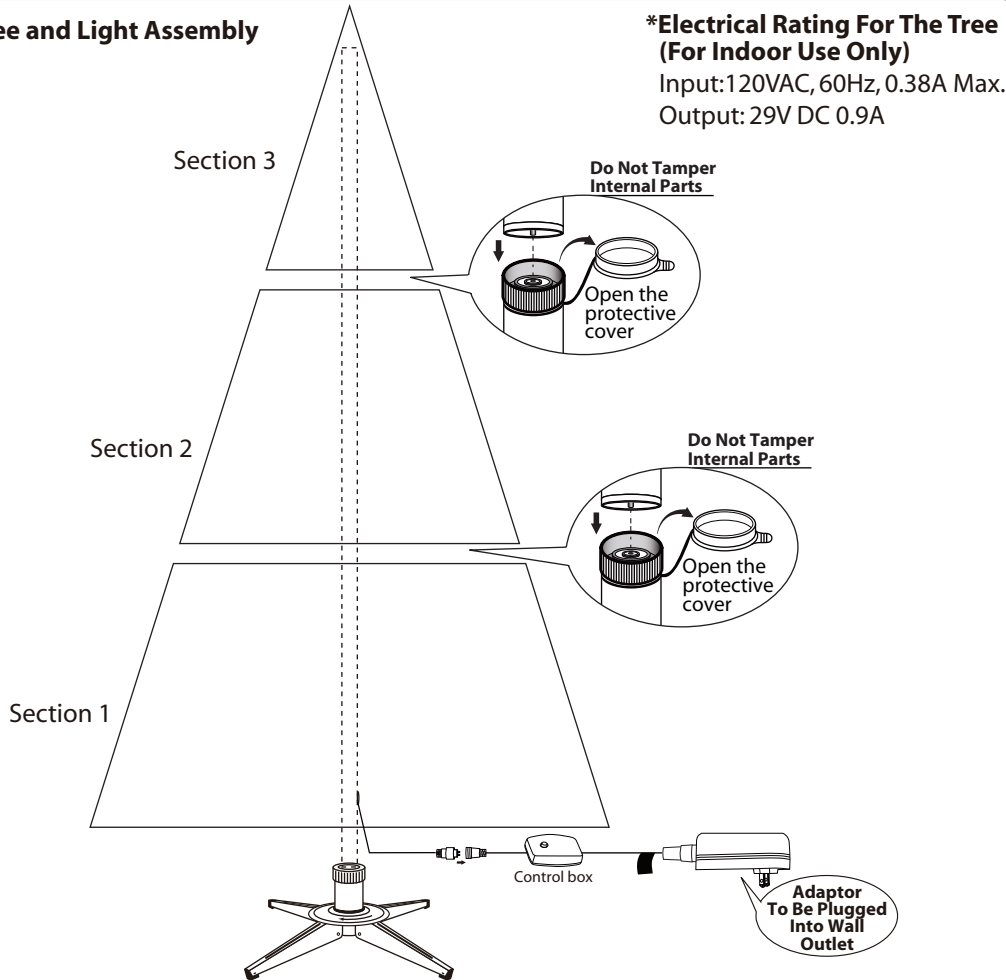 ee and Light Assembly
*Electrical Rating For The Tree
(For Indoor Use Only)
Input:120VAC, 60Hz, 0.38A Max.
Output: 29V DC 0.9A
Section 3
Do Not Tamper
Internal Parts
Open the
protective
cover
Section 2
Do Not Tamper
Internal Parts
Open the
protective
cover
Section 1
Control box
Adaptor
To Be Plugged
Into Wall
Outlet